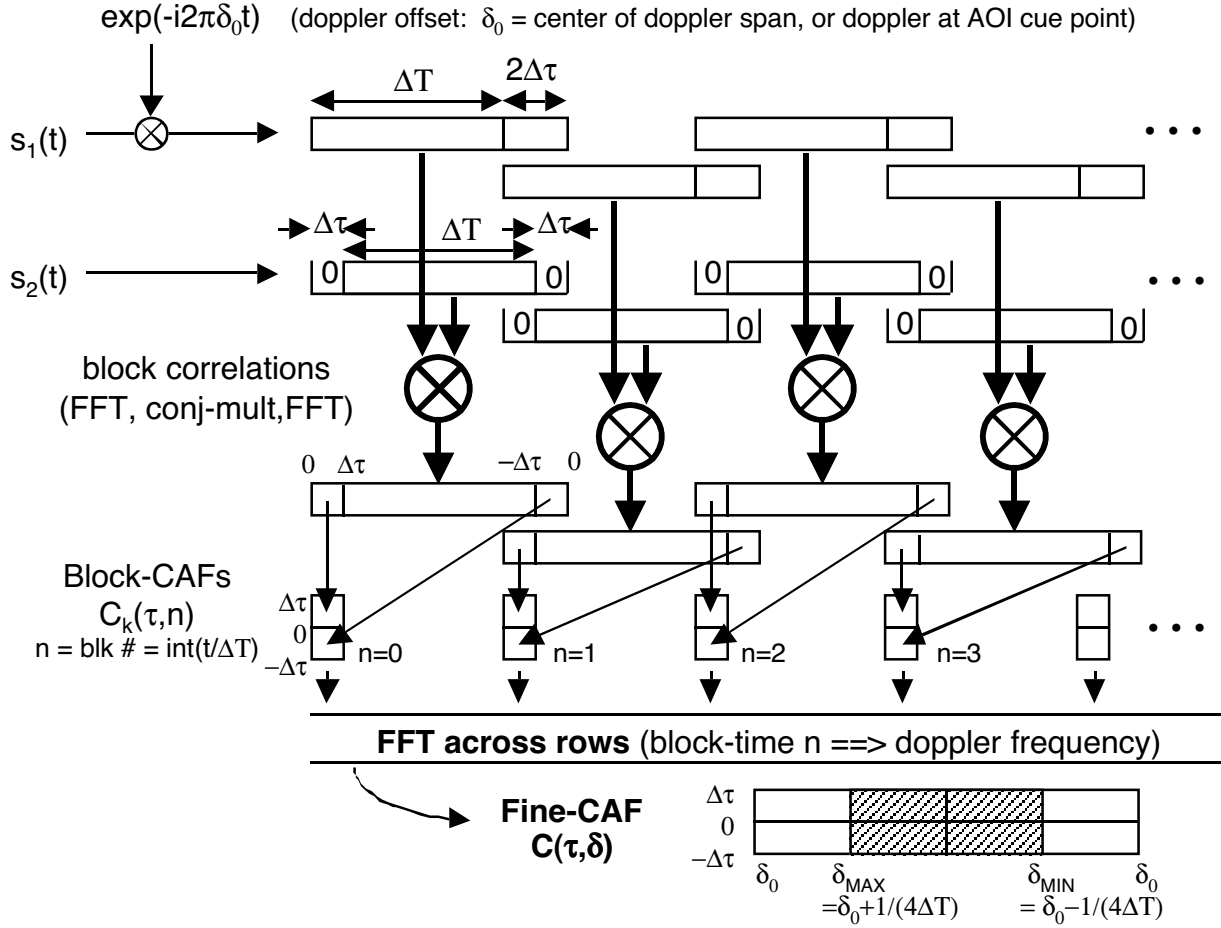 exp(-i2πδ₀t) (doppler offset: δ₀ = center of doppler span, or doppler at AOI cue point)
ΔT 2Δτ
s₁(t) • • •
Δτ ΔT Δτ
s₂(t) 0 0 0 0 • • •
0 0 0 0
block correlations
(FFT, conj-mult,FFT)
0 Δτ −Δτ 0
Block-CAFs
Cₖ(τ,n)
n = blk # = int(t/ΔT)
Δτ
0
−Δτ
n=0 n=1 n=2 n=3 • • •
FFT across rows (block-time n ==> doppler frequency)
Fine-CAF
C(τ,δ)
Δτ
0
−Δτ
δ₀ δMAX δMIN δ₀
=δ₀+1/(4ΔT) = δ₀−1/(4ΔT)